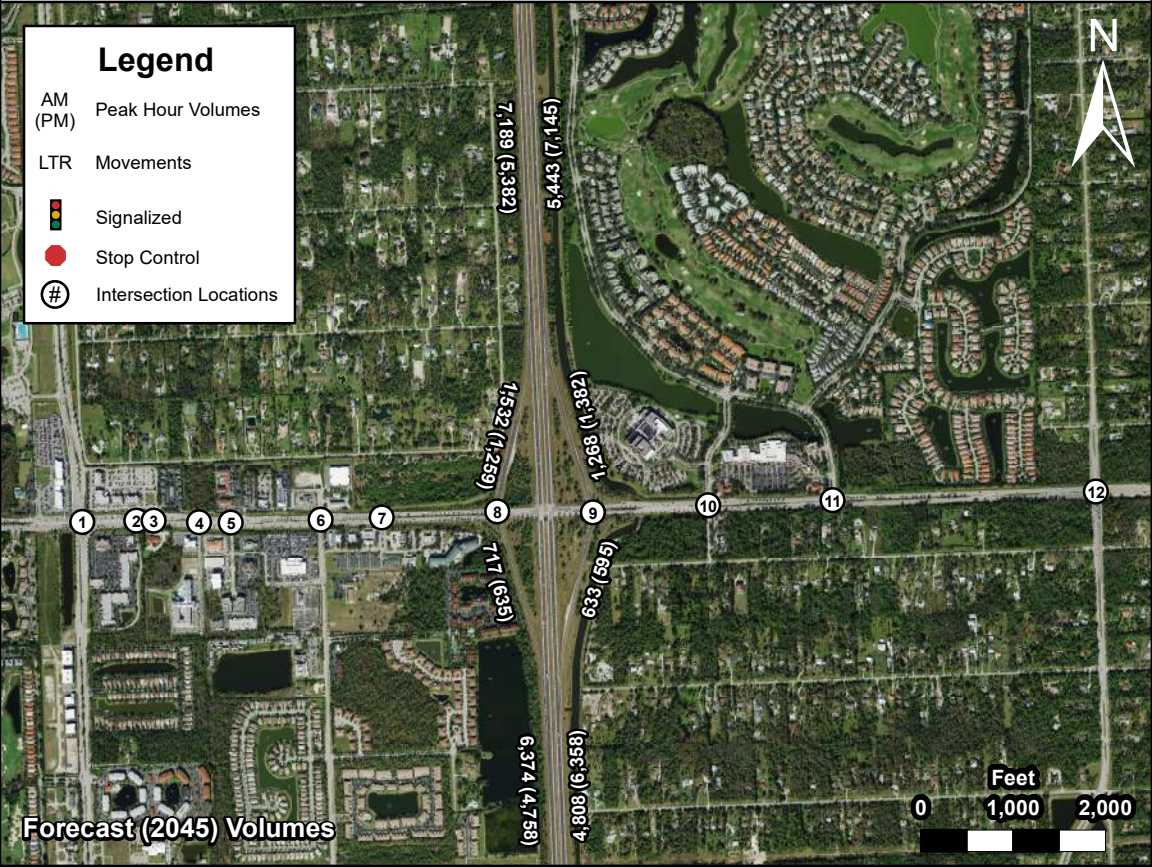 Legend
AM
(PM)
Peak Hour Volumes
LTR Movements
Signalized
Stop Control
# Intersection Locations
N
7,189 (5,382)
5,443 (7,145)
1,532 (1,259)
1,268 (1,382)
1
2
3
4
5
6
7
8
9
10
11
12
717 (635)
633 (595)
6,374 (4,758)
4,808 (6,358)
Feet
0 1,000 2,000
Forecast (2045) Volumes